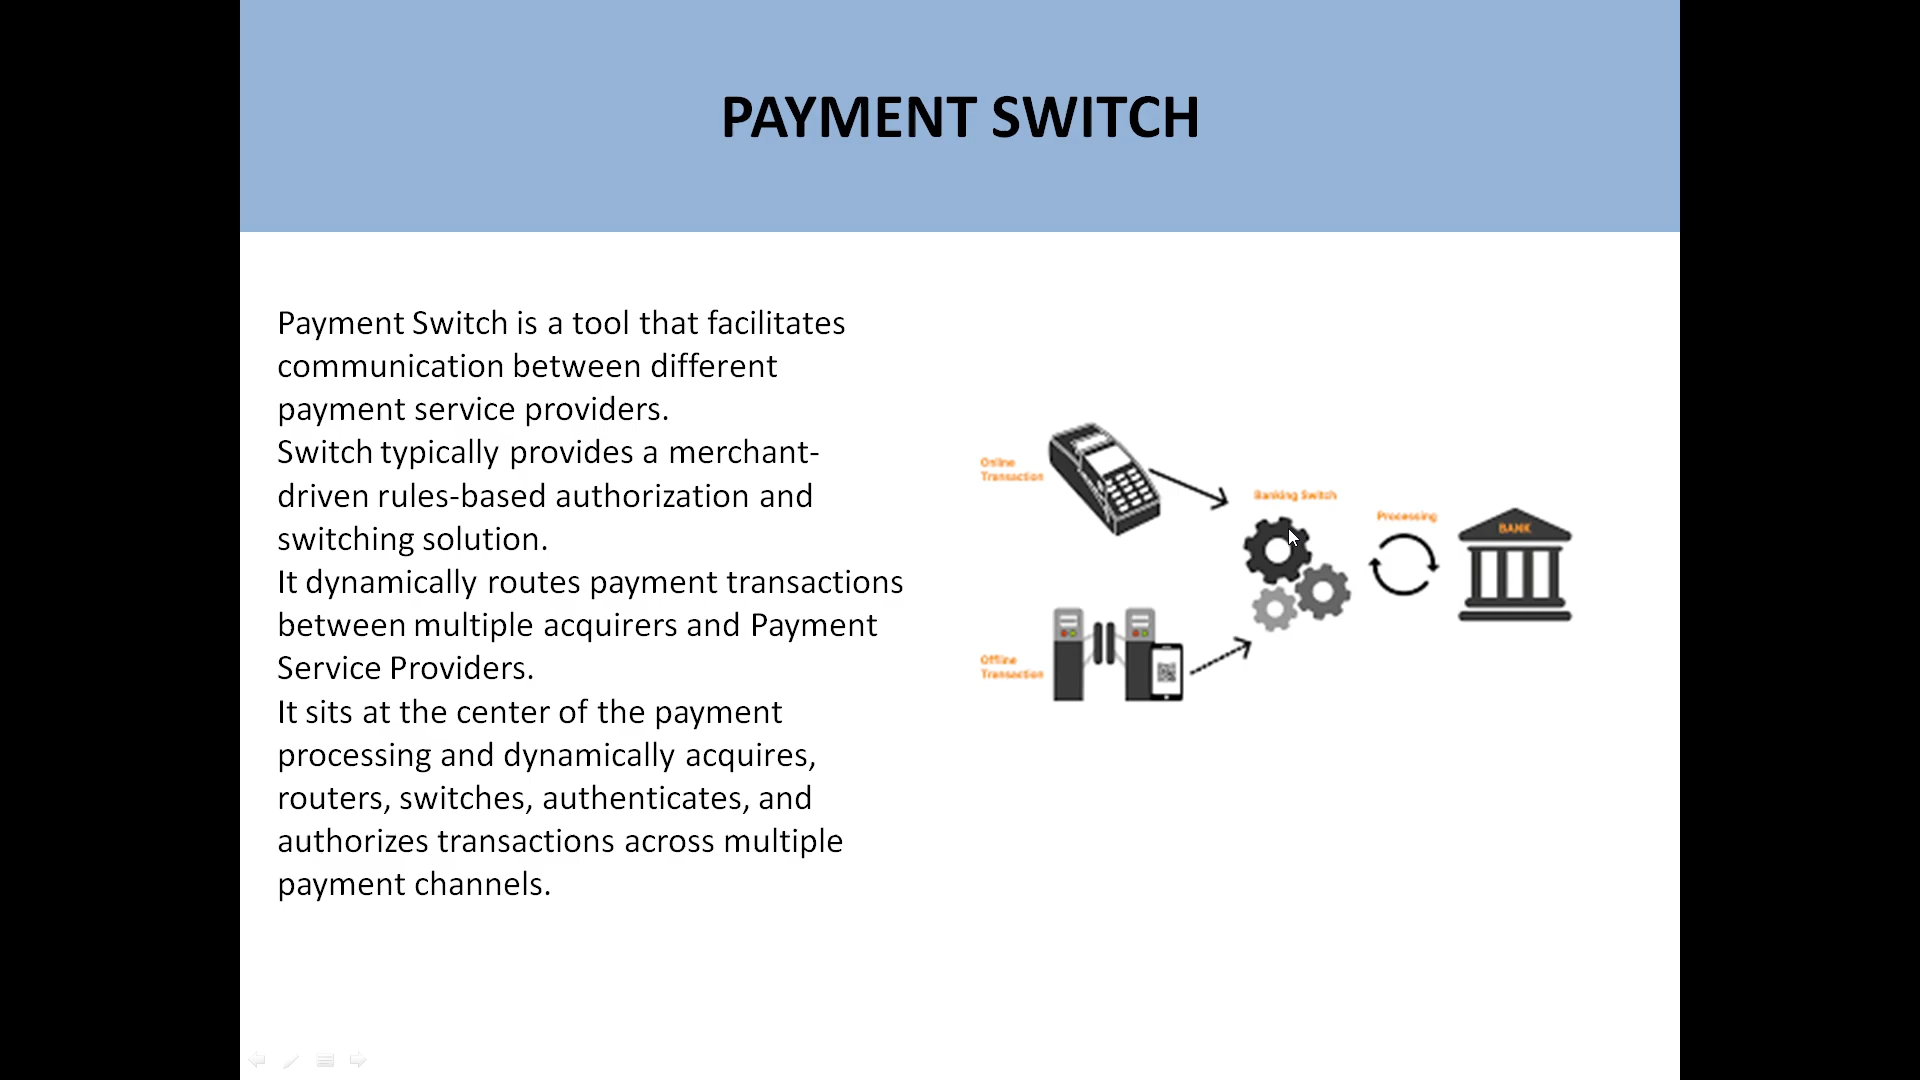 PAYMENT SWITCH
Payment Switch is a tool that facilitates
communication between different
payment service providers.
Switch typically provides a merchant-
driven rules-based authorization and
switching solution.
It dynamically routes payment transactions
between multiple acquirers and Payment
Service Providers.
It sits at the center of the payment
processing and dynamically acquires,
routers, switches, authenticates, and
authorizes transactions across multiple
payment channels.
Online
Transaction
Banking Switch
Processing
BANK
Offline
Transaction